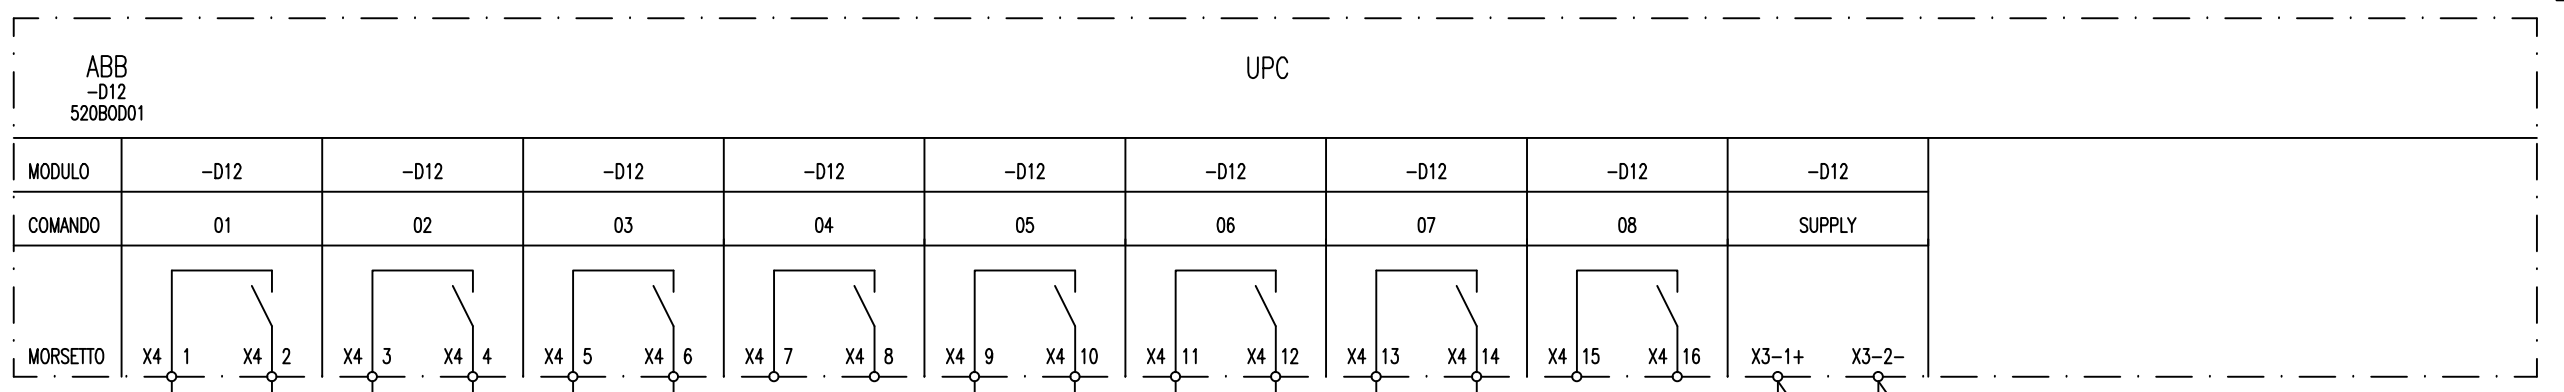 ABB
-D12
520BOD01
UPC
MODULO -D12 -D12 -D12 -D12 -D12 -D12 -D12 -D12 -D12
COMANDO 01 02 03 04 05 06 07 08 SUPPLY
MORSETTO X4 1 X4 2 X4 3 X4 4 X4 5 X4 6 X4 7 X4 8 X4 9 X4 10 X4 11 X4 12 X4 13 X4 14 X4 15 X4 16 X3-1+ X3-2-